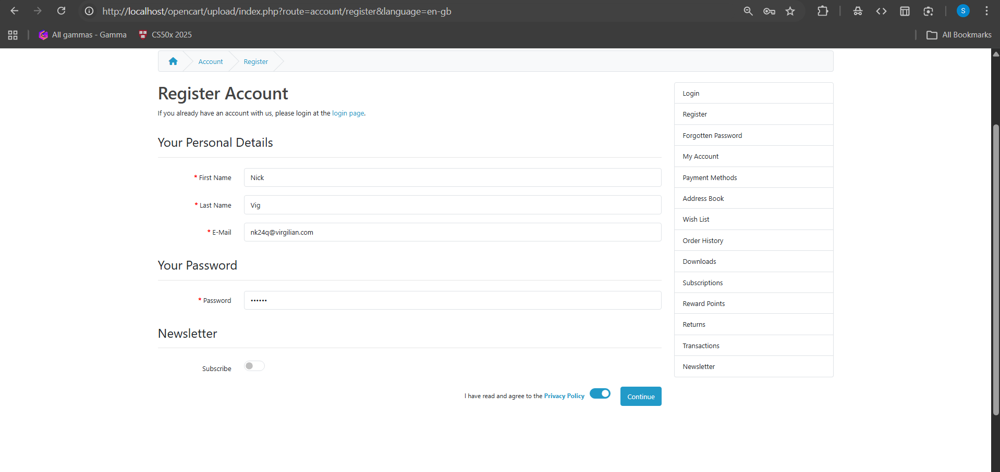 http://localhost/opencart/upload/index.php?route=account/register&language=en-gb
S
All gammas - Gamma
CS50x 2025
All Bookmarks
Account
Register
Register Account
If you already have an account with us, please login at the login page.
Your Personal Details
* First Name
Nick
* Last Name
Vig
* E-Mail
nk24q@virgilian.com
Your Password
* Password
••••••
Newsletter
Subscribe
I have read and agree to the Privacy Policy
Continue
Login
Register
Forgotten Password
My Account
Payment Methods
Address Book
Wish List
Order History
Downloads
Subscriptions
Reward Points
Returns
Transactions
Newsletter